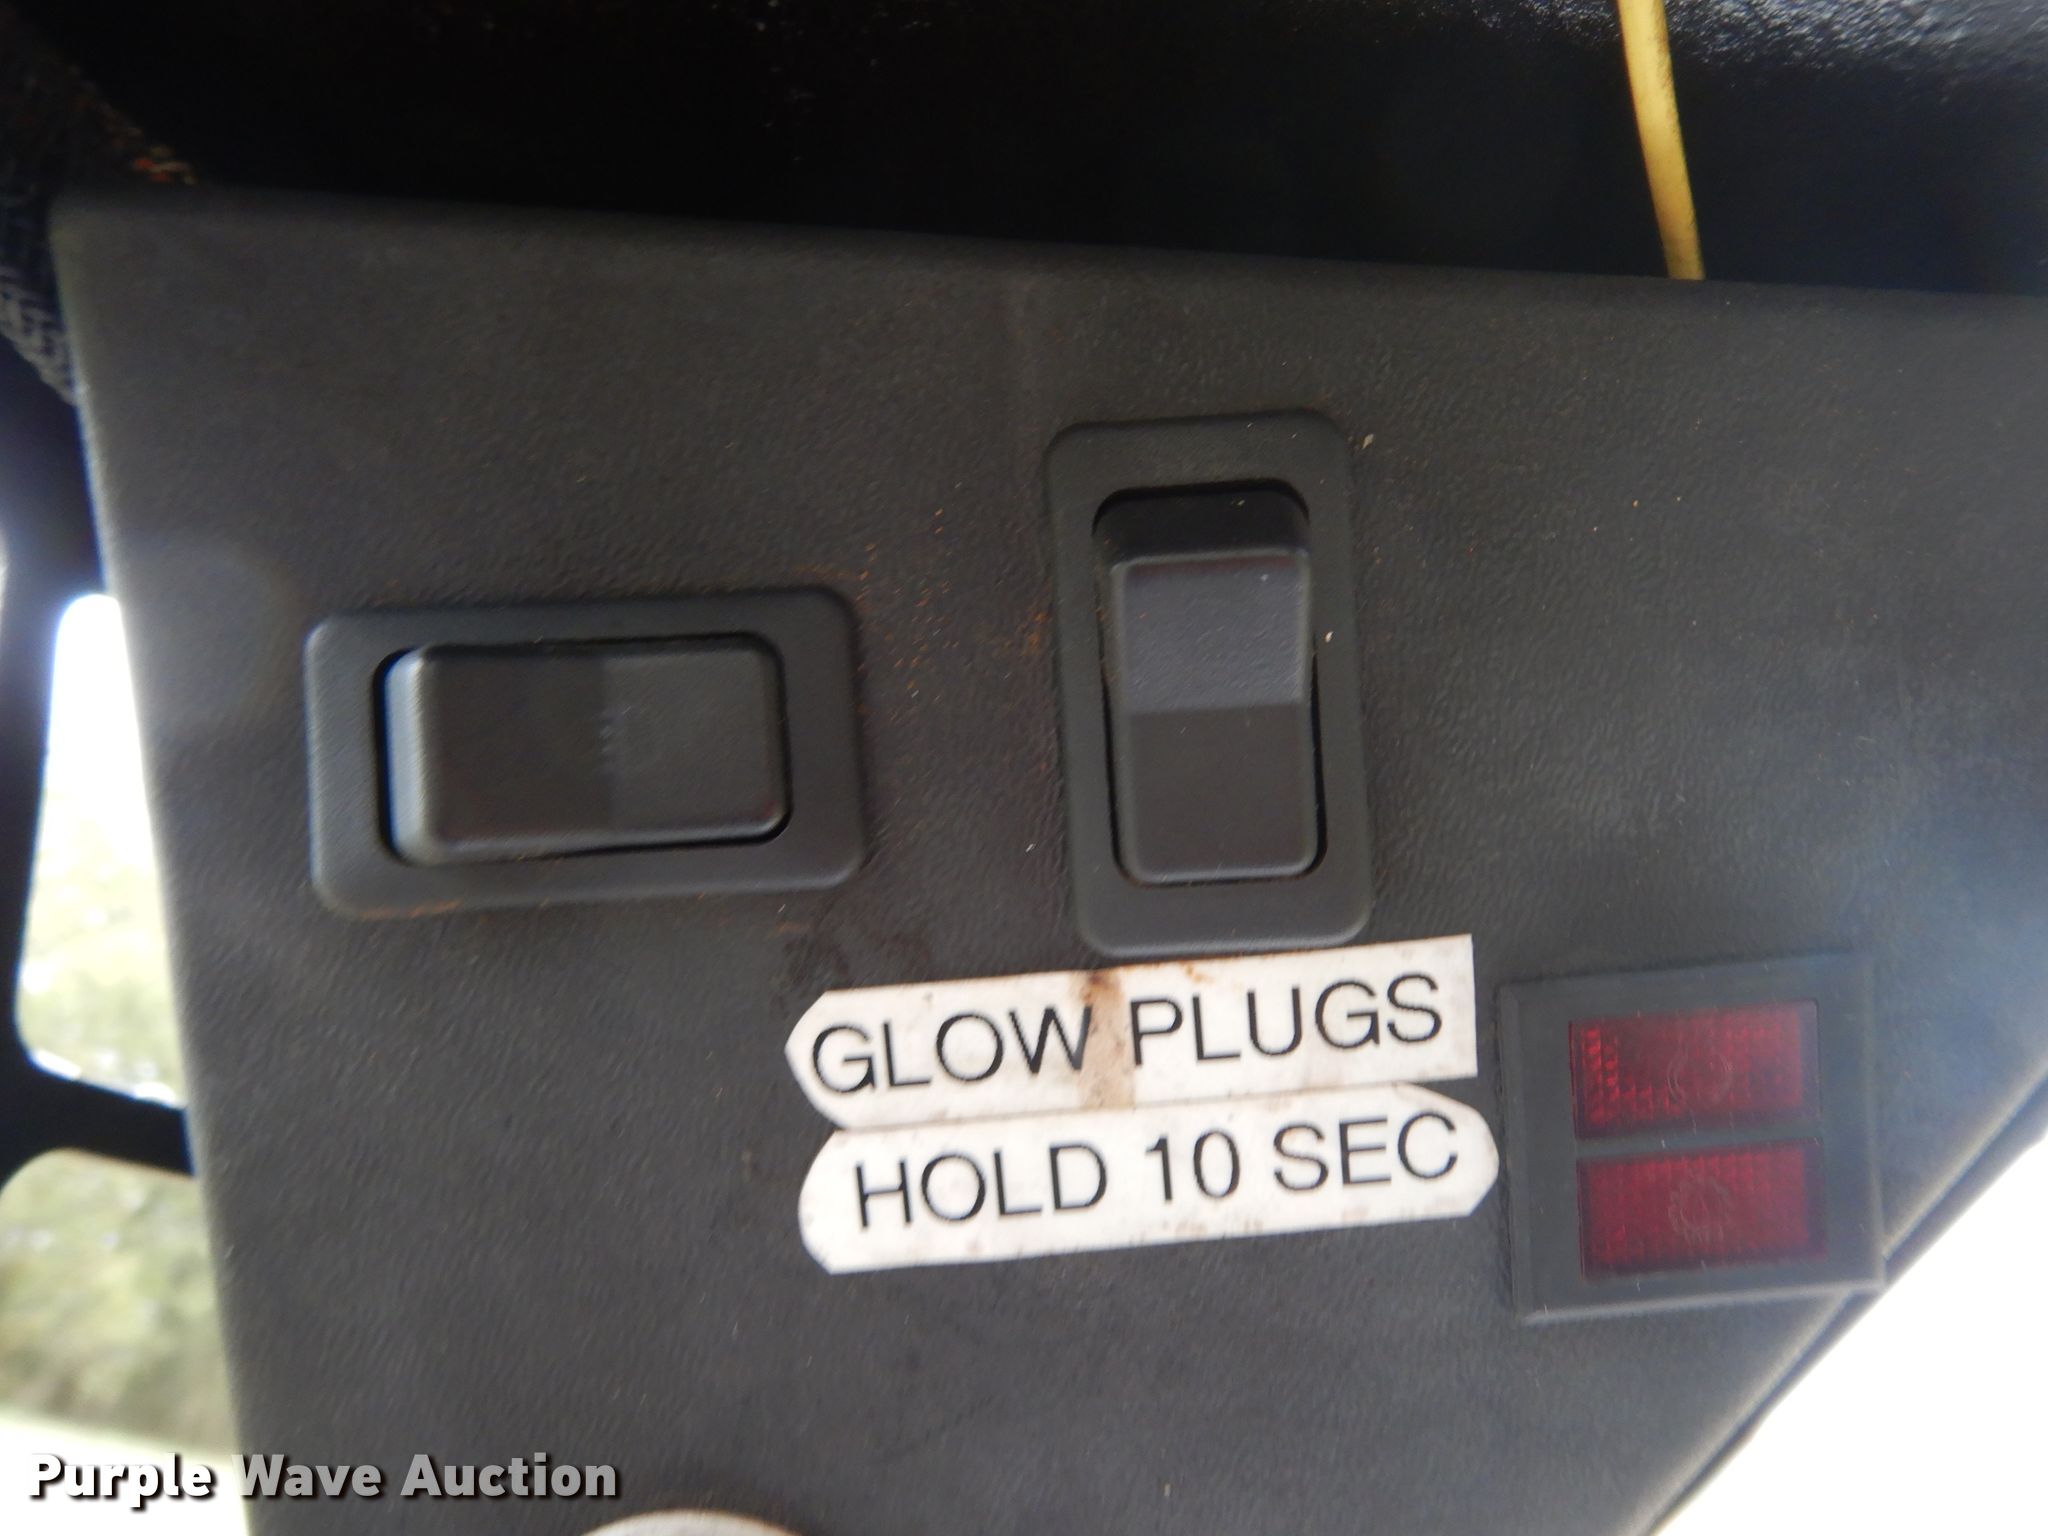 GLOW PLUGS
HOLD 10 SEC
Purple Wave Auction